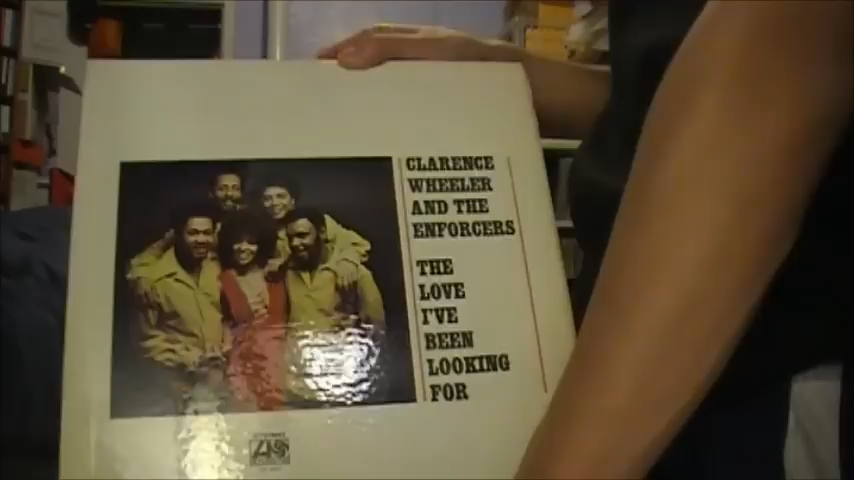 CLARENCE
WHEELER
AND THE
ENFORCERS
THE
LOVE
I'VE
BEEN
LOOKING
FOR